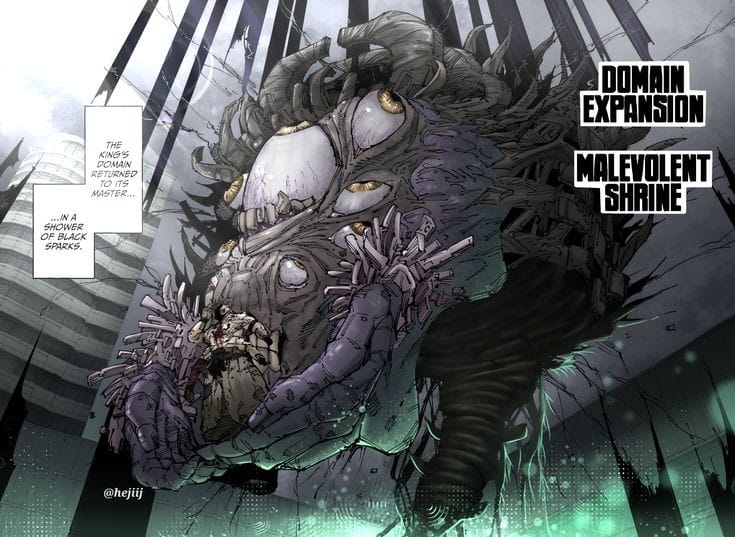 THE
KING'S
DOMAIN
RETURNED
TO ITS
MASTER...
...IN A
SHOWER
OF BLACK
SPARKS.
DOMAIN
EXPANSION
MALEVOLENT
SHRINE
@hejiij